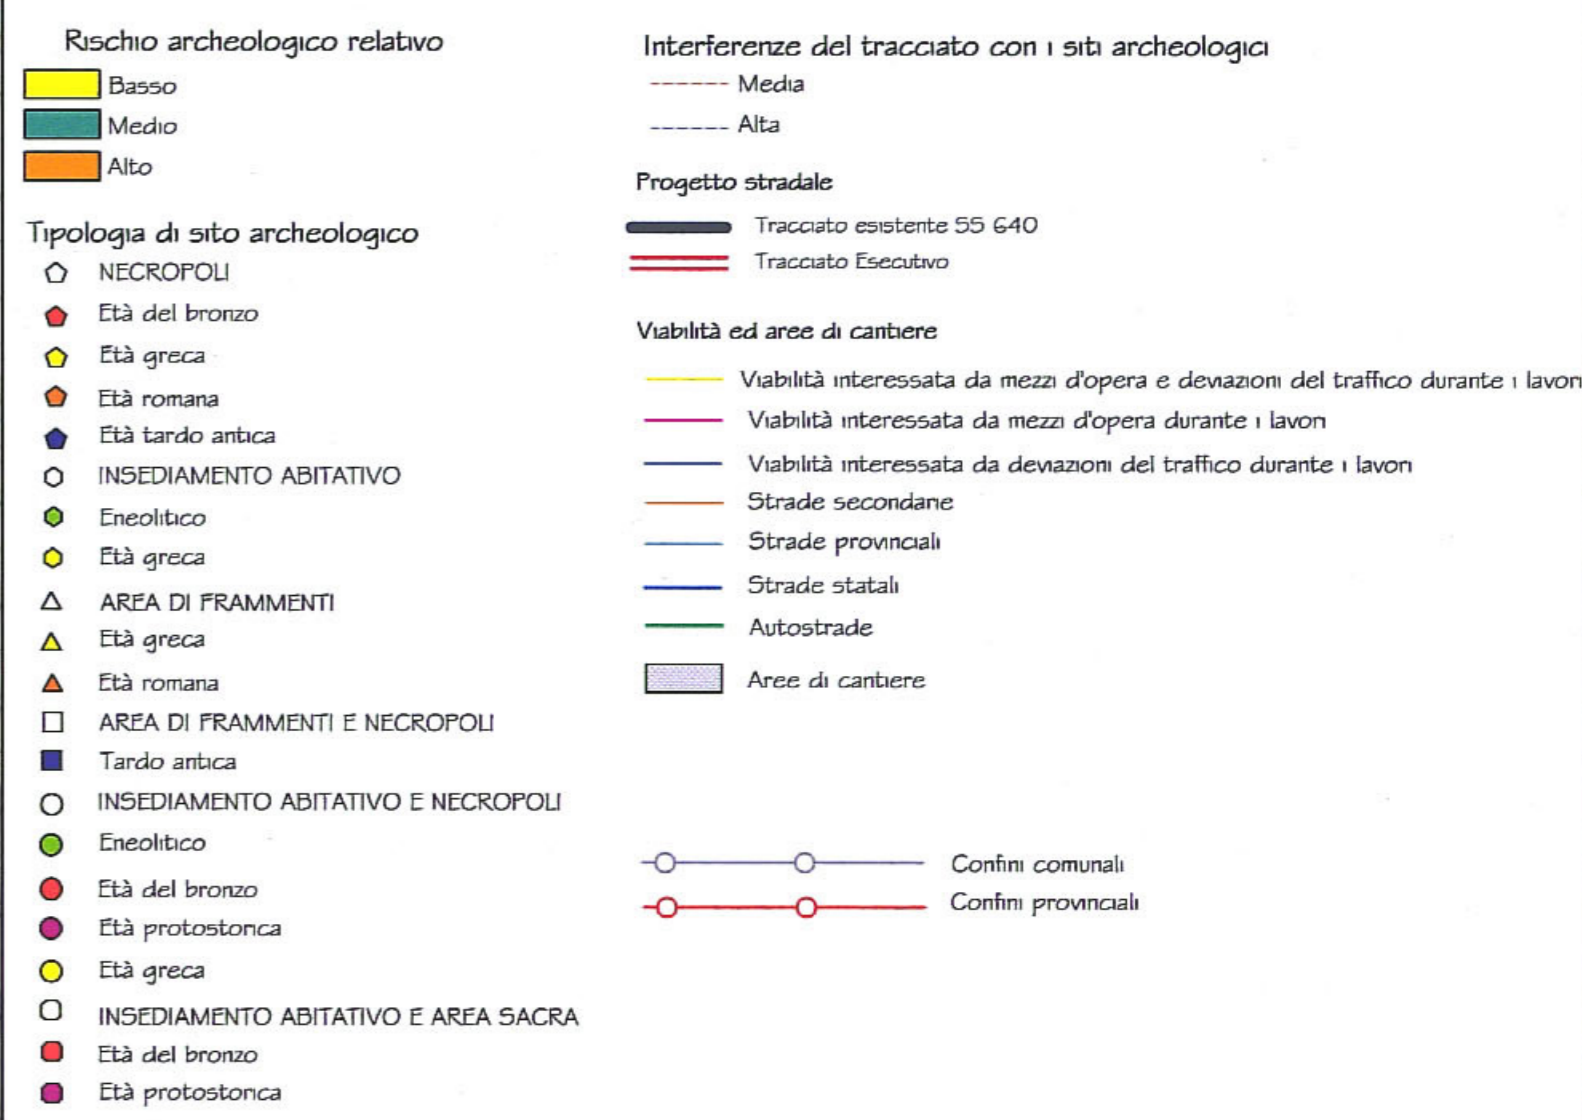 Rischio archeologico relativo
Basso
Medio
Alto
Tipologia di sito archeologico
NECROPOLI
Età del bronzo
Età greca
Età romana
Età tardo antica
INSEDIAMENTO ABITATIVO
Eneolitico
Età greca
AREA DI FRAMMENTI
Età greca
Età romana
AREA DI FRAMMENTI E NECROPOLI
Tardo antica
INSEDIAMENTO ABITATIVO E NECROPOLI
Eneolitico
Età del bronzo
Età protostorica
Età greca
INSEDIAMENTO ABITATIVO E AREA SACRA
Età del bronzo
Età protostorica
Interferenze del tracciato con i siti archeologici
Media
Alta
Progetto stradale
Tracciato esistente SS 640
Tracciato Esecutivo
Viabilità ed aree di cantiere
Viabilità interessata da mezzi d'opera e deviazioni del traffico durante i lavori
Viabilità interessata da mezzi d'opera durante i lavori
Viabilità interessata da deviazioni del traffico durante i lavori
Strade secondarie
Strade provinciali
Strade statali
Autostrade
Aree di cantiere
Confini comunali
Confini provinciali